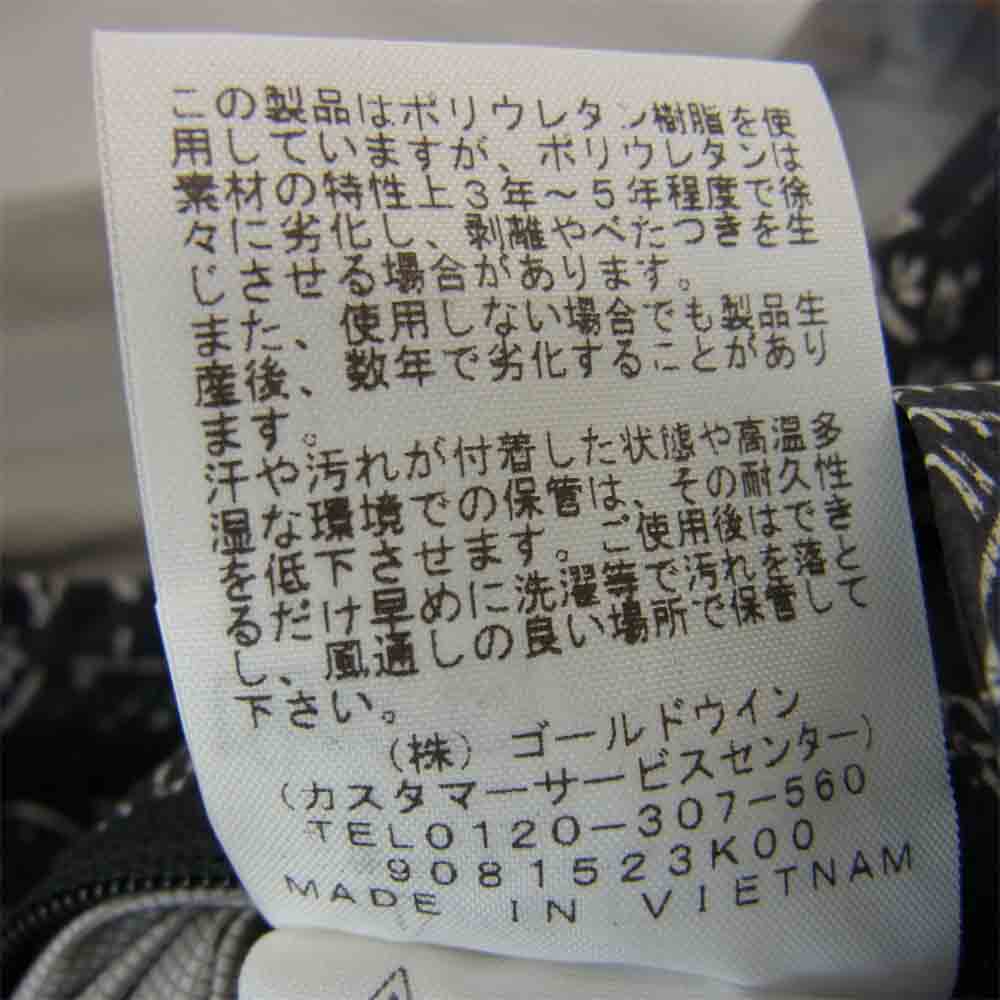 この製品はポリウレタン樹脂を使
用していますが、ポリウレタンは
素材の特性上3年～5年程度で徐
々に劣化し、剥離やべたつきを生
じさせる場合があります。
また、使用しない場合でも製品生
産後、数年で劣化することがあり
ます。
汗や汚れが付着した状態や高温多
湿な環境での保管は、その耐久性
を低下させます。ご使用後はでき
るだけ早めに洗濯等で汚れを落と
し、風通しの良い場所で保管して
下さい。
(株) ゴールドウイン
(カスタマーサービスセンター)
TEL0120-307-560
9081523K00
MADE IN VIETNAM